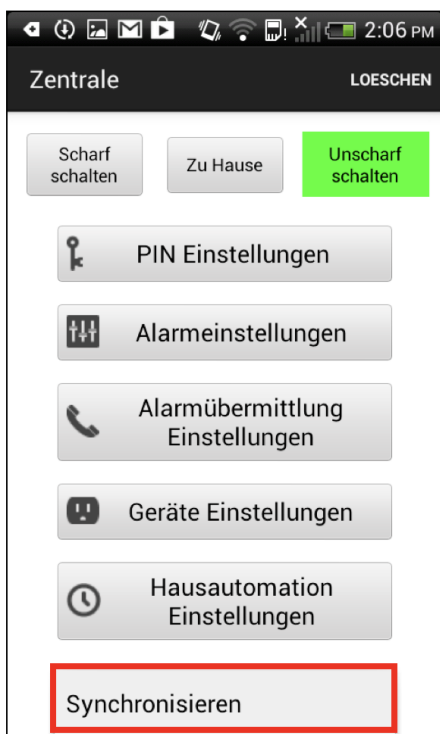 2:06 PM
Zentrale
LOESCHEN
Scharf
schalten
Zu Hause
Unscharf
schalten
PIN Einstellungen
Alarmeinstellungen
Alarmübermittlung
Einstellungen
Geräte Einstellungen
Hausautomation
Einstellungen
Synchronisieren